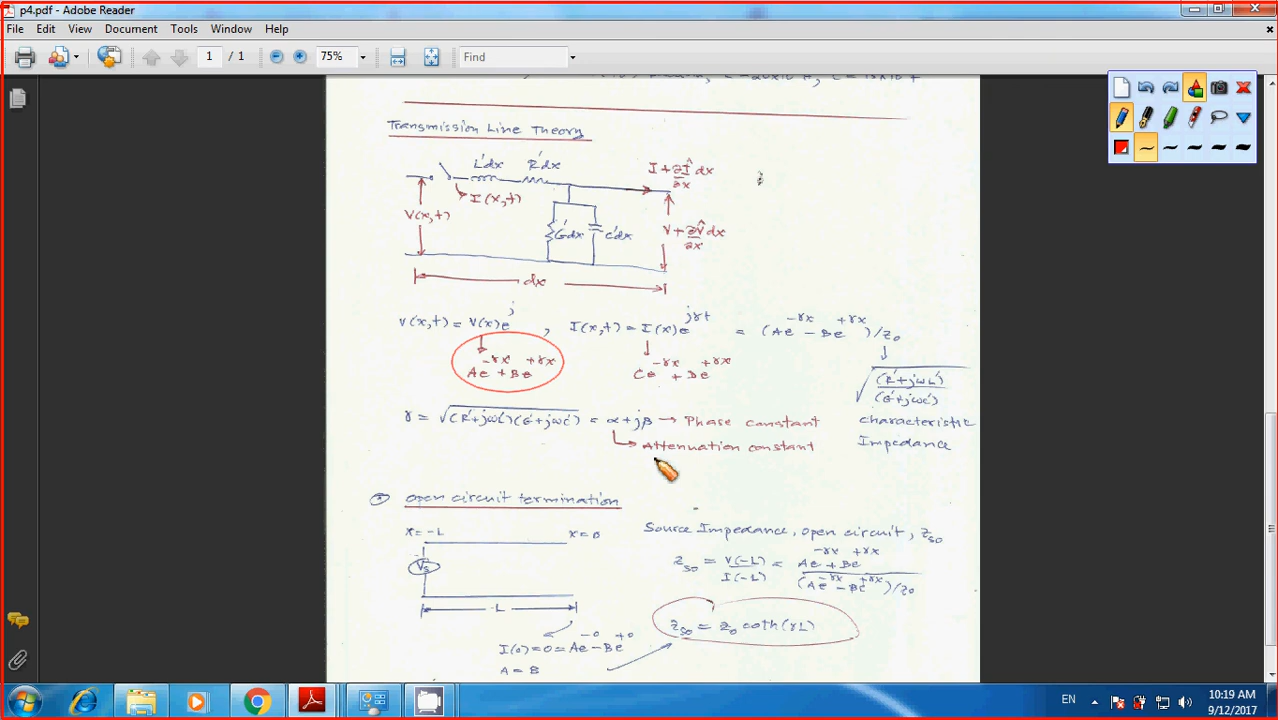 p4.pdf - Adobe Reader
File Edit View Document Tools Window Help
1 / 1 75% Find
Transmission Line Theory
L'dx R'dx
I + ∂Î/∂x dx
I(x,t)
V(x,t)
G'dx C'dx
V + ∂V̂/∂x dx
dx
V(x,t) = V(x)e^j , I(x,t) = I(x)e^jγt = (Ae^-γx - Be^+γx)/Z₀
Ae^-γx + Be^+γx
Ce^-γx + De^+γx
√(R'+jωL')/(G'+jωC')
γ = √(R'+jωL')(G'+jωC') = α+jβ → Phase constant
characteristic
Attenuation constant
Impedance
open circuit termination
x = -L x = 0
Source Impedance, open circuit, Zso
Vs
Zso = V(-L)/I(-L) = Ae^-γx + Be^+γx/(Ae^-γx - Be^+γx)/Z₀
-L
Zso = Z₀ coth(γL)
I(0) = 0 = Ae^-0 - Be^+0
A = B
EN
10:19 AM
9/12/2017